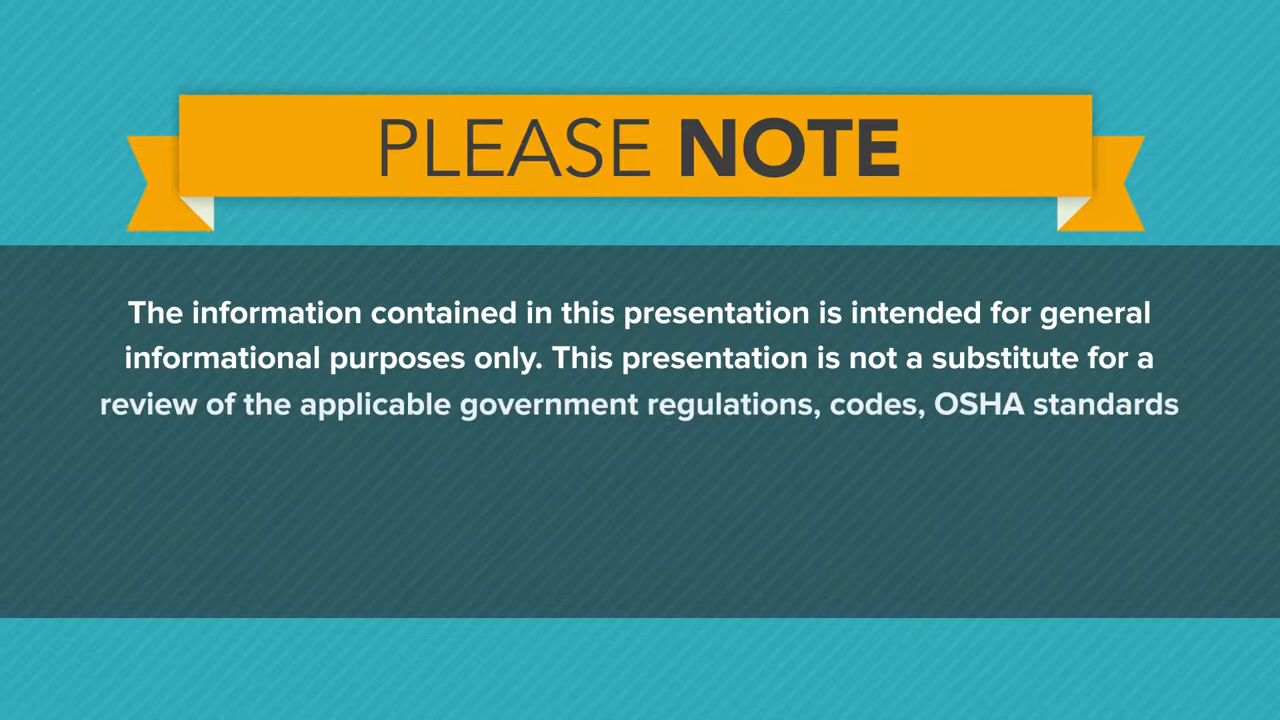 PLEASE NOTE
The information contained in this presentation is intended for general
informational purposes only. This presentation is not a substitute for a
review of the applicable government regulations, codes, OSHA standards